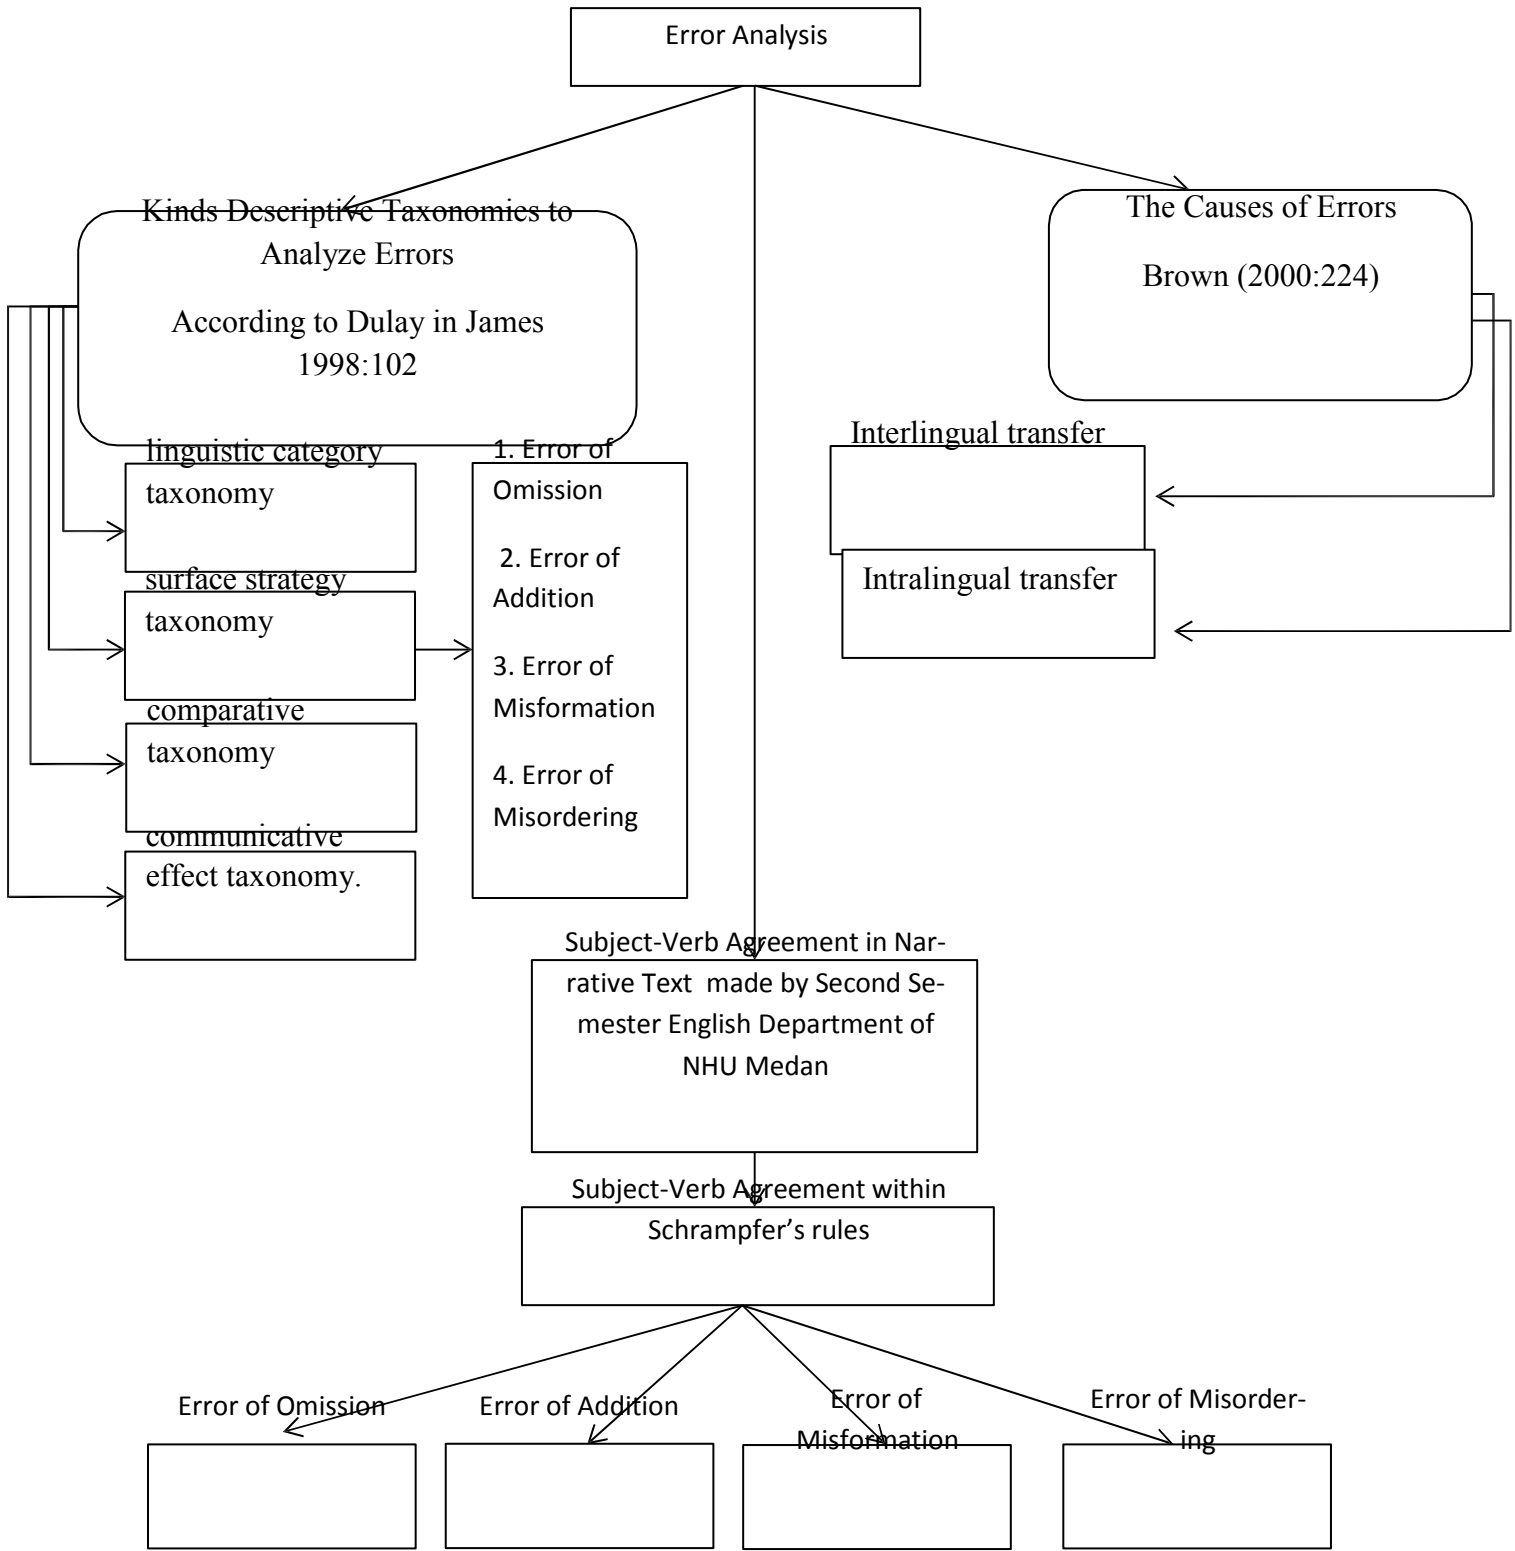 Error Analysis
Kinds Descriptive Taxonomies to
Analyze Errors
According to Dulay in James
1998:102
The Causes of Errors
Brown (2000:224)
linguistic category
taxonomy
surface strategy
taxonomy
comparative
taxonomy
communicative
effect taxonomy.
1. Error of
Omission
2. Error of
Addition
3. Error of
Misformation
4. Error of
Misordering
Interlingual transfer
Intralingual transfer
Subject-Verb Agreement in Nar-
rative Text made by Second Se-
mester English Department of
NHU Medan
Subject-Verb Agreement within
Schrampfer’s rules
Error of Omission
Error of Addition
Error of
Misformation
Error of Misorder-
ing